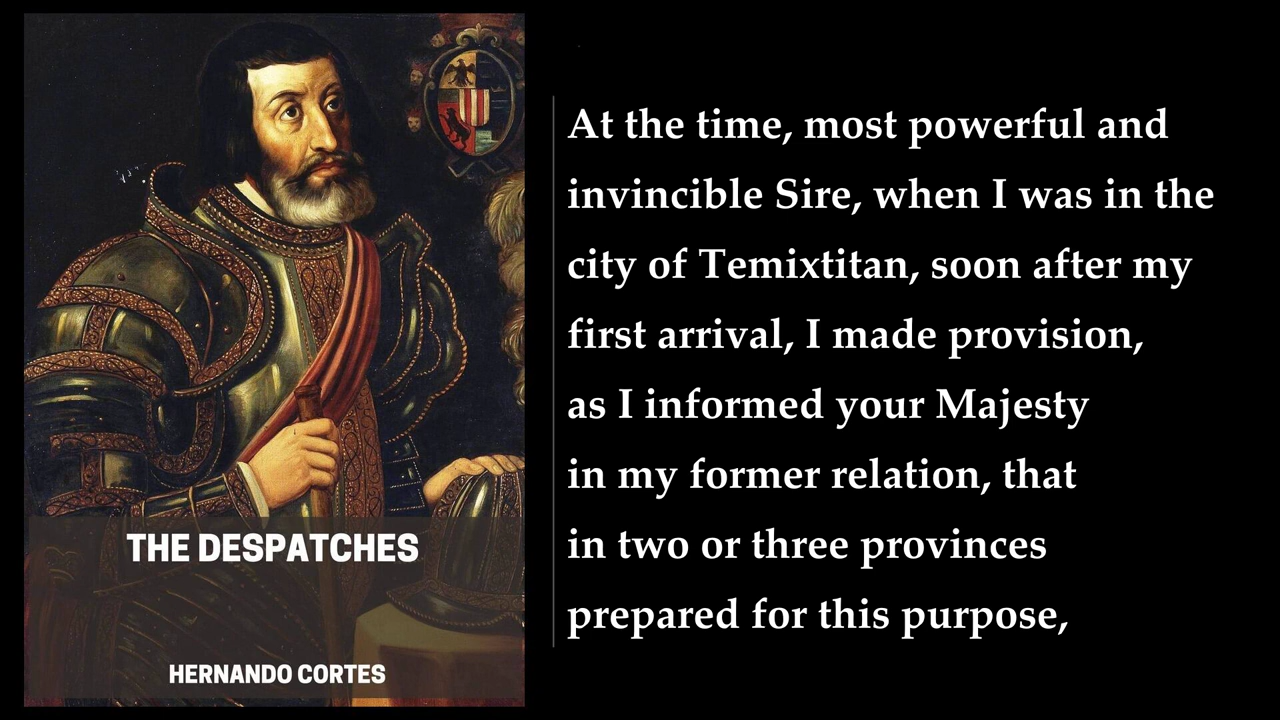 THE DESPATCHES
HERNANDO CORTES
At the time, most powerful and
invincible Sire, when I was in the
city of Temixtitan, soon after my
first arrival, I made provision,
as I informed your Majesty
in my former relation, that
in two or three provinces
prepared for this purpose,